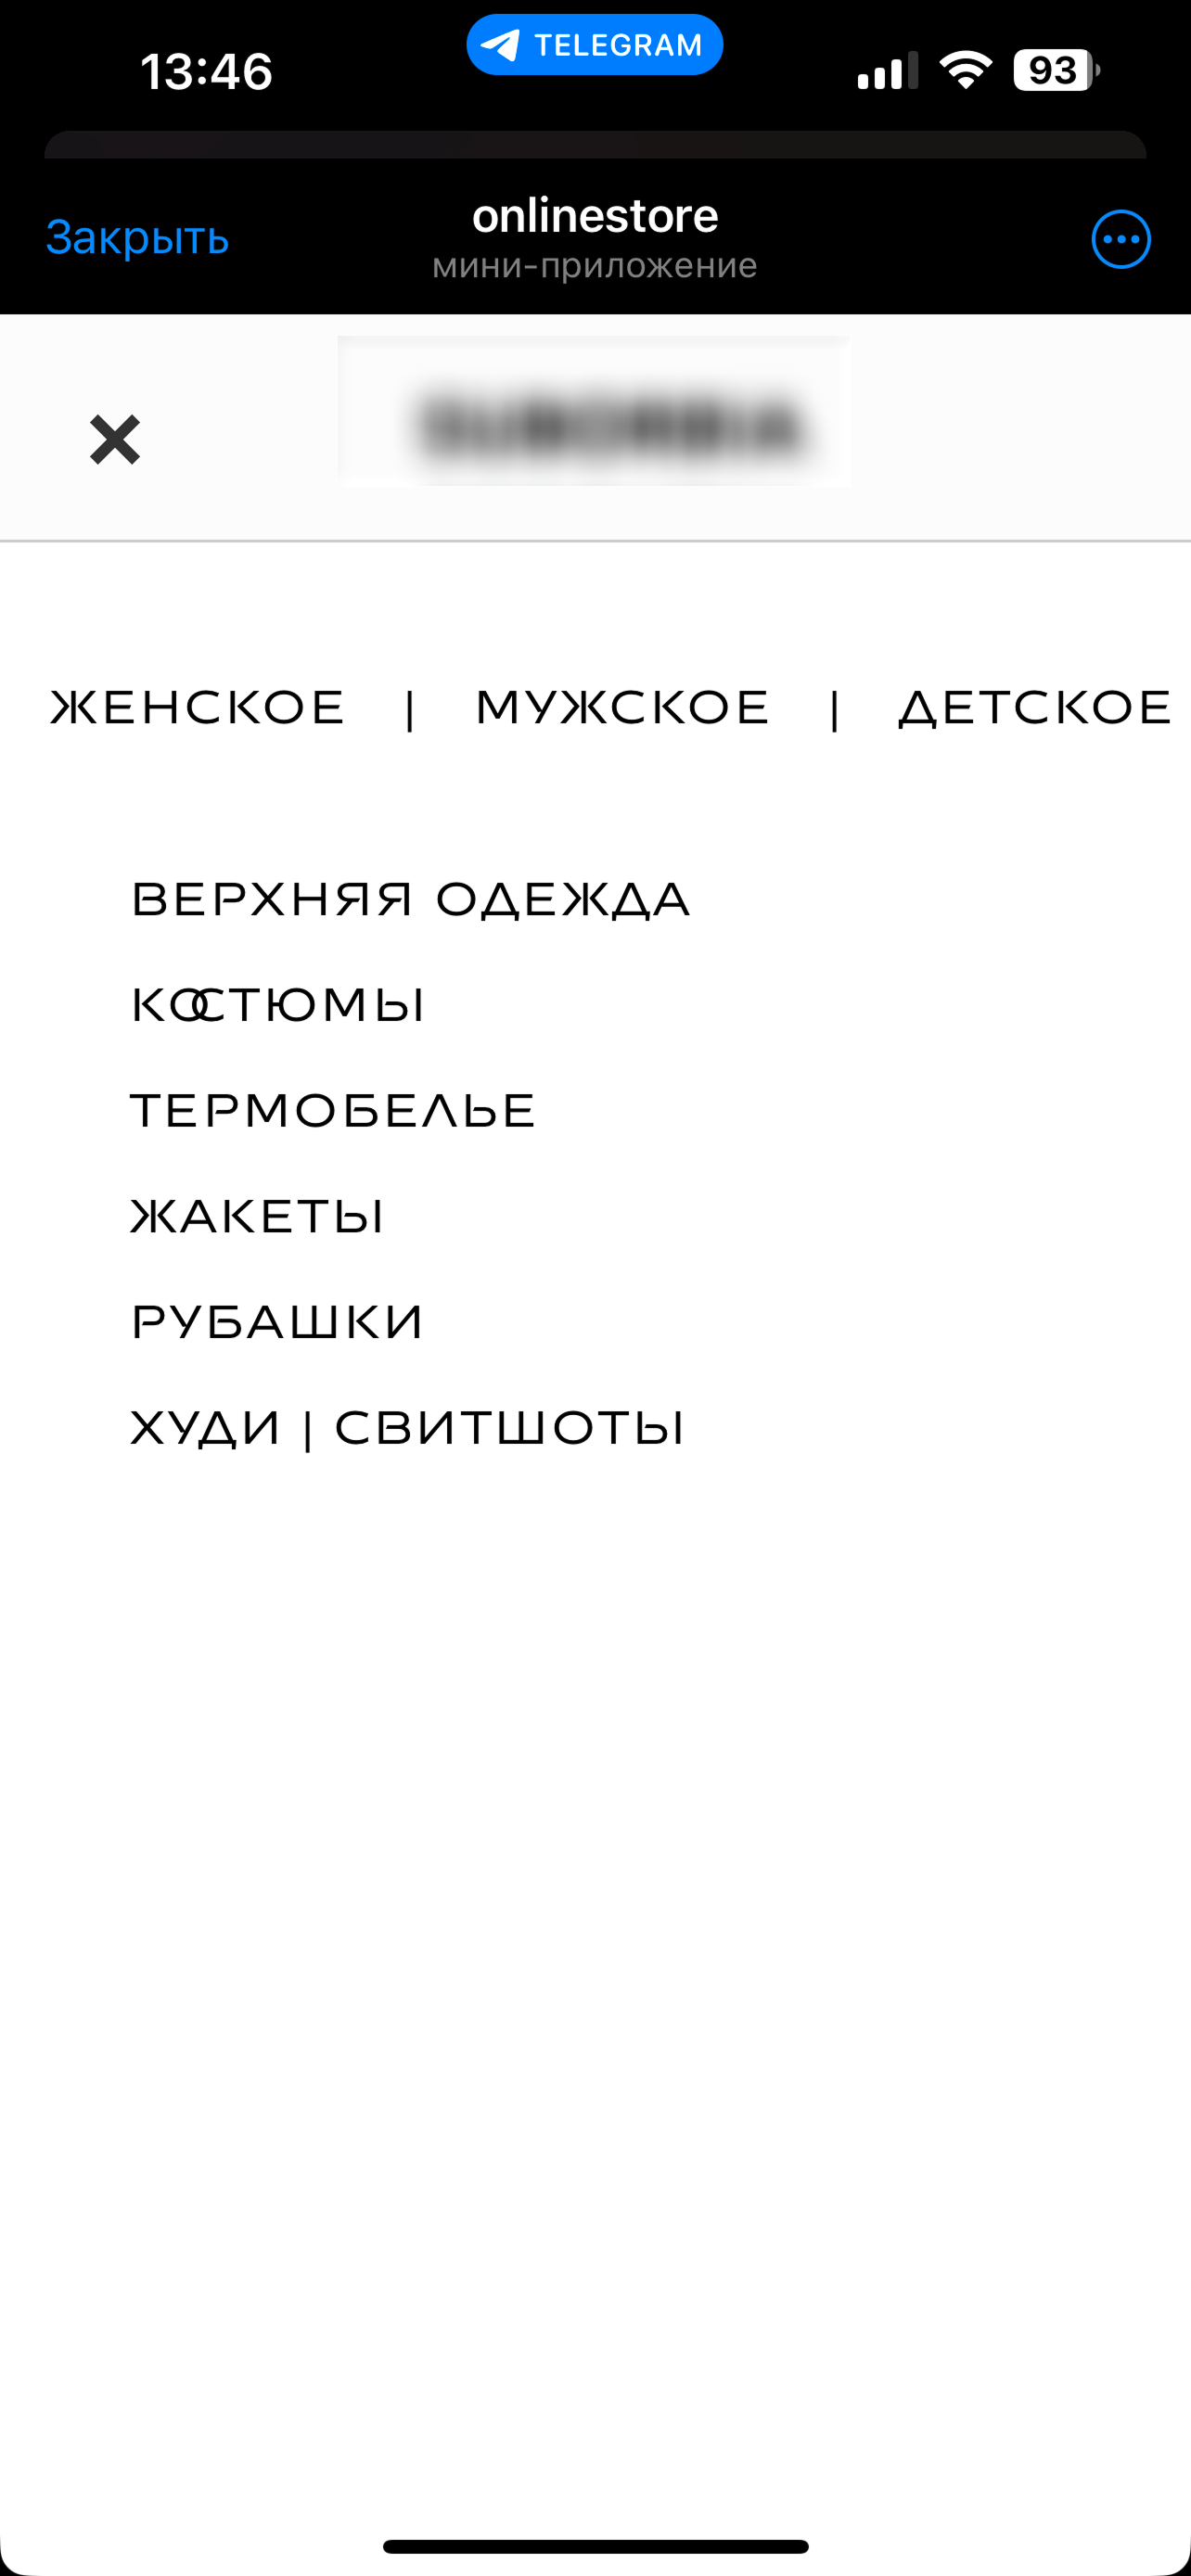 13:46
TELEGRAM
93
Закрыть
onlinestore
мини-приложение
ЖЕНСКОЕ | МУЖСКОЕ | ДЕТСКОЕ
ВЕРХНЯЯ ОДЕЖДА
КОСТЮМЫ
ТЕРМОБЕЛЬЕ
ЖАКЕТЫ
РУБАШКИ
ХУДИ | СВИТШОТЫ